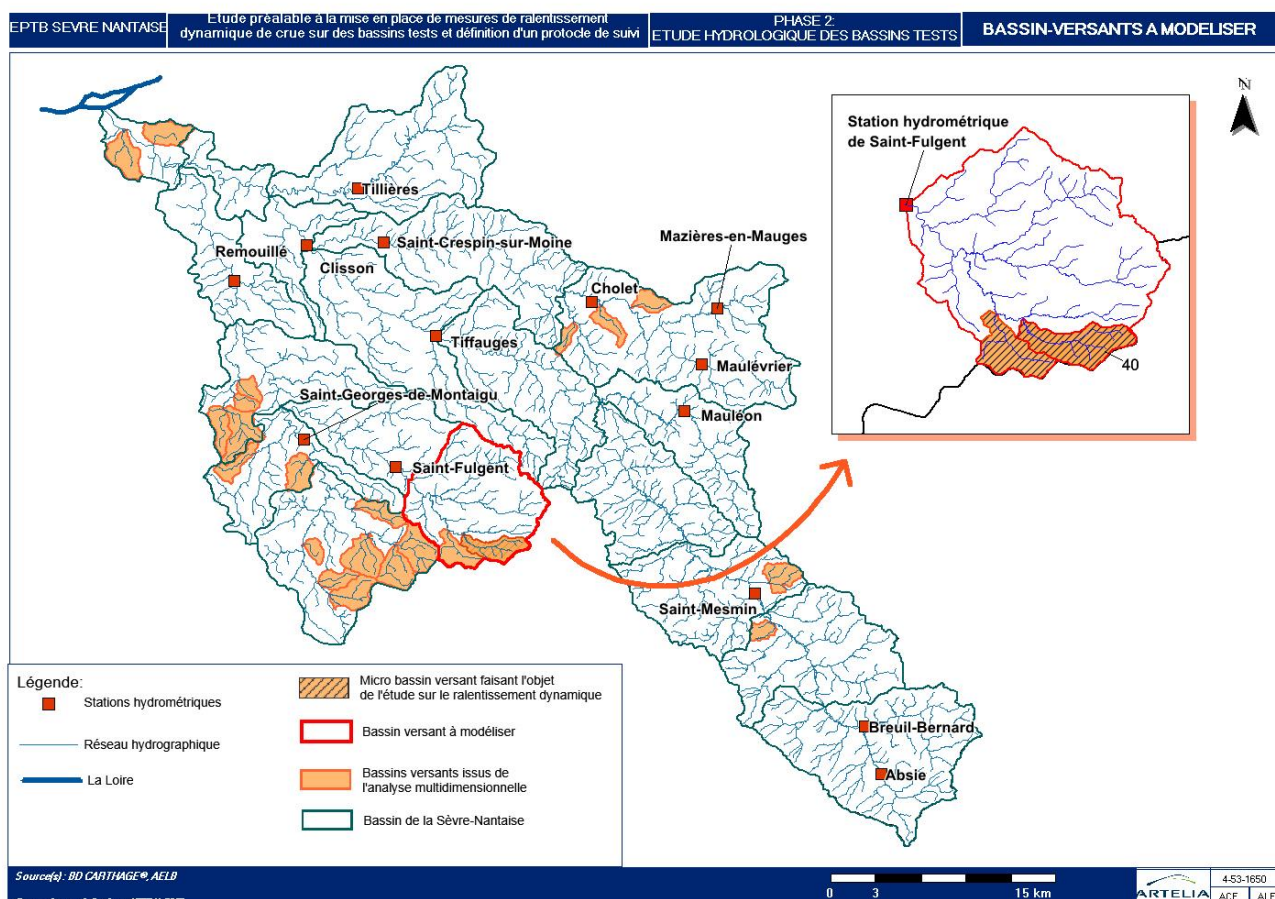 EPTB SEVRE NANTAISE
Etude préalable à la mise en place de mesures de ralentissement
dynamique de crue sur des bassins tests et définition d'un protocle de suivi
PHASE 2:
ETUDE HYDROLOGIQUE DES BASSINS TESTS
BASSIN-VERSANTS A MODELISER
N
Station hydrométrique
de Saint-Fulgent
40
Tillières
Remouillé
Clisson
Saint-Crespin-sur-Moine
Mazières-en-Mauges
Cholet
Tiffauges
Maulévrier
Saint-Georges-de-Montaigu
Mauléon
Saint-Fulgent
Saint-Mesmin
Breuil-Bernard
Absie
Légende:
Stations hydrométriques
Réseau hydrographique
La Loire
Micro bassin versant faisant l'objet
de l'étude sur le ralentissement dynamique
Bassin versant à modéliser
Bassins versants issus de
l'analyse multidimensionnelle
Bassin de la Sèvre-Nantaise
Source(s): BD CARTHAGE®, AELB
0 3 15 km
ARTELIA
4-53-1650